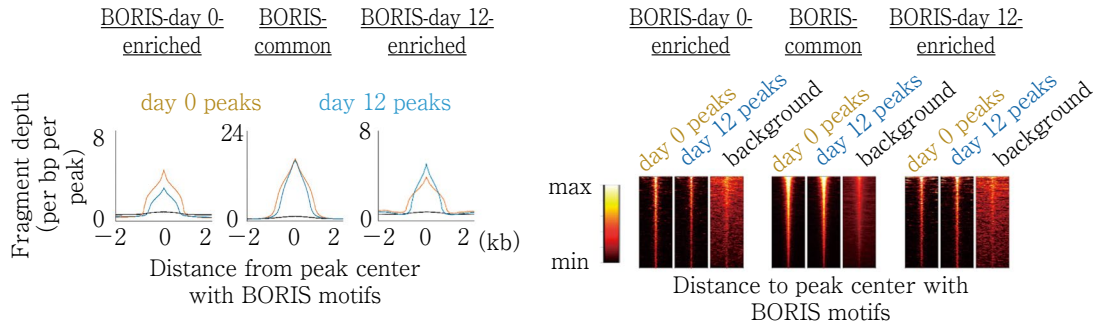 BORIS-day 0-
enriched
BORIS-
common
BORIS-day 12-
enriched
day 0 peaks
day 12 peaks
Fragment depth
(per bp per
peak)
8
0
24
0
8
0
−2 0 2
−2 0 2
−2 0 2 (kb)
Distance from peak center
with BORIS motifs
BORIS-day 0-
enriched
BORIS-
common
BORIS-day 12-
enriched
day 0 peaks
day 12 peaks
background
day 0 peaks
day 12 peaks
background
day 0 peaks
day 12 peaks
background
max
min
Distance to peak center with
BORIS motifs